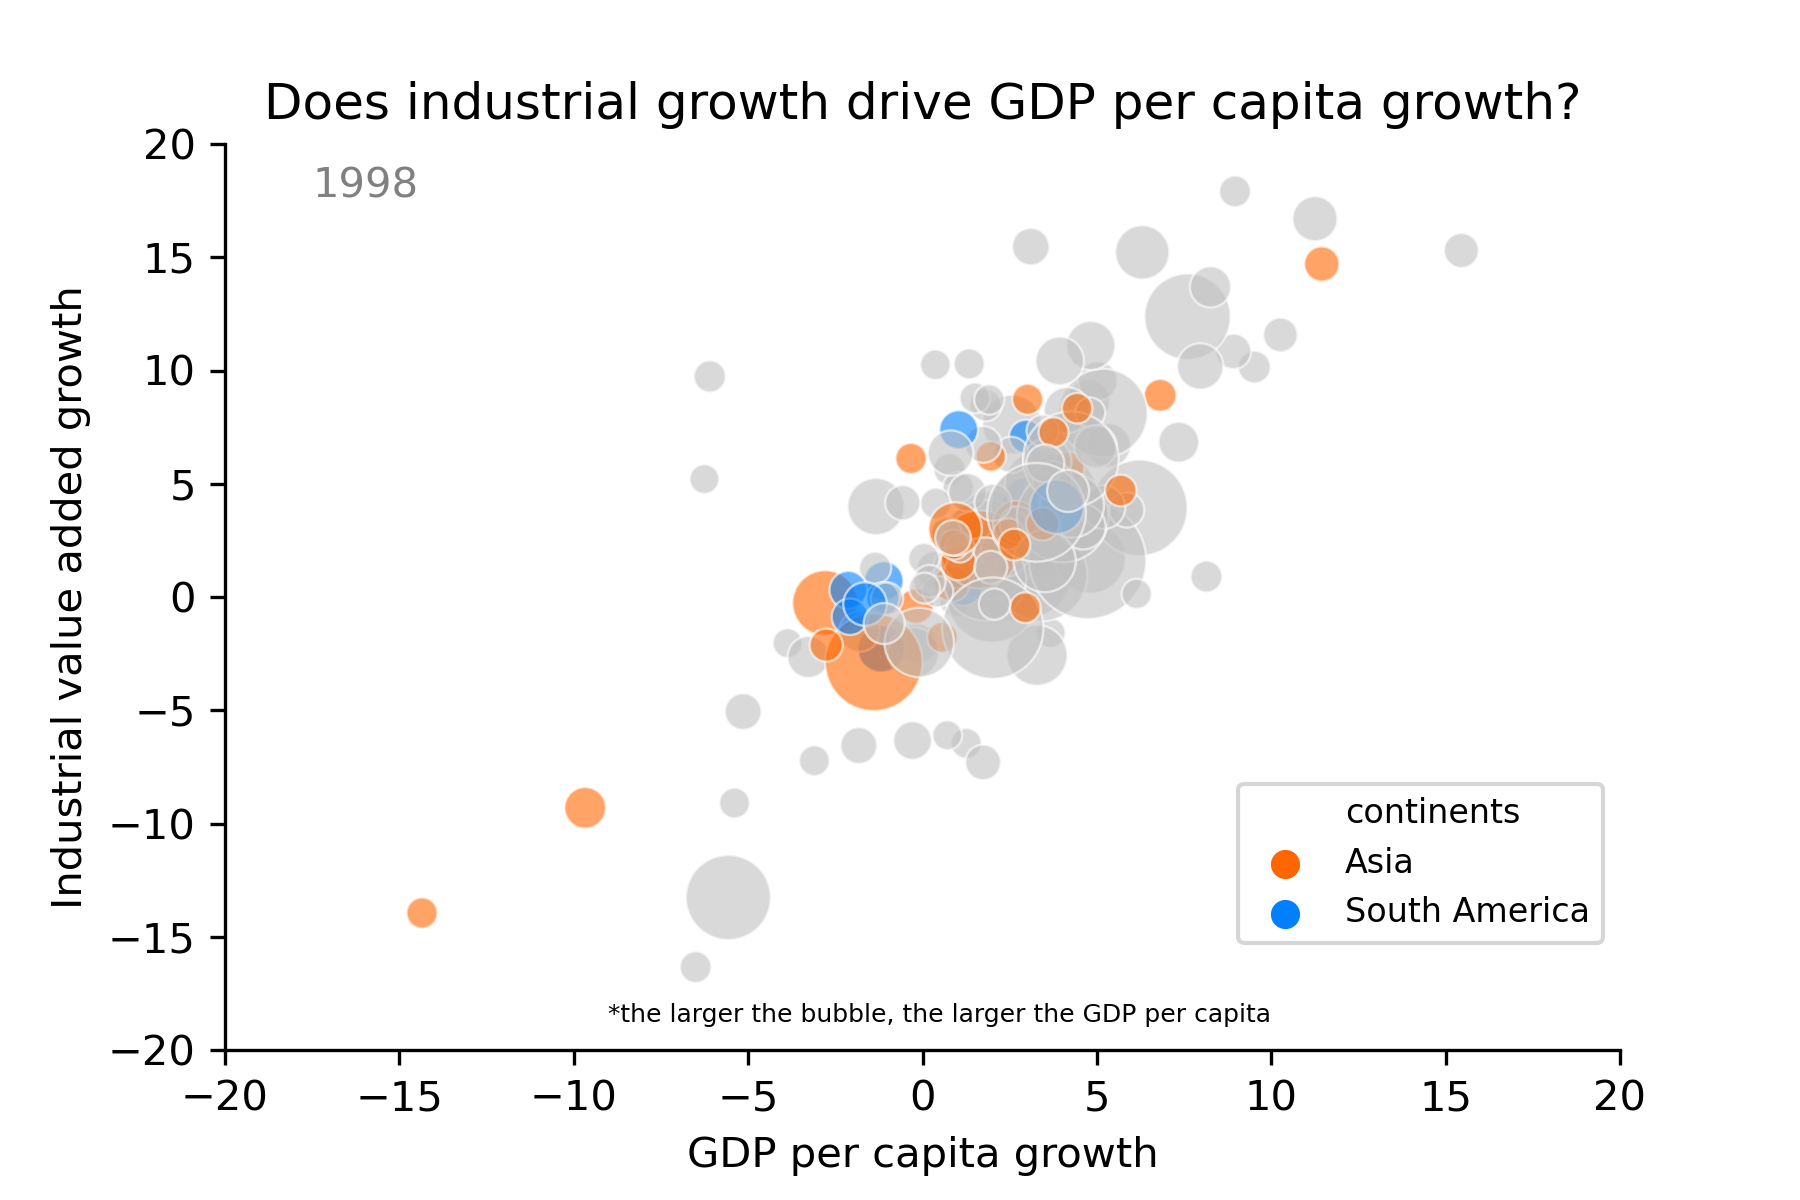 Does industrial growth drive GDP per capita growth?
1998
Industrial value added growth
20
15
10
5
0
−5
−10
−15
−20
continents
Asia
South America
*the larger the bubble, the larger the GDP per capita
−20 −15 −10 −5 0 5 10 15 20
GDP per capita growth